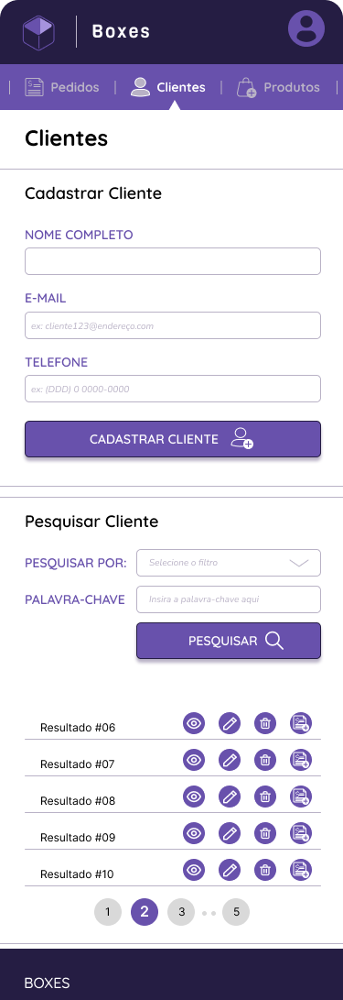 Boxes
Pedidos
Clientes
Produtos
Clientes
Cadastrar Cliente
NOME COMPLETO
E-MAIL
ex: cliente123@endereço.com
TELEFONE
ex: (DDD) 0 0000-0000
CADASTRAR CLIENTE
Pesquisar Cliente
PESQUISAR POR: Selecione o filtro
PALAVRA-CHAVE Insira a palavra-chave aqui
PESQUISAR
Resultado #06
Resultado #07
Resultado #08
Resultado #09
Resultado #10
1 2 3 5
BOXES